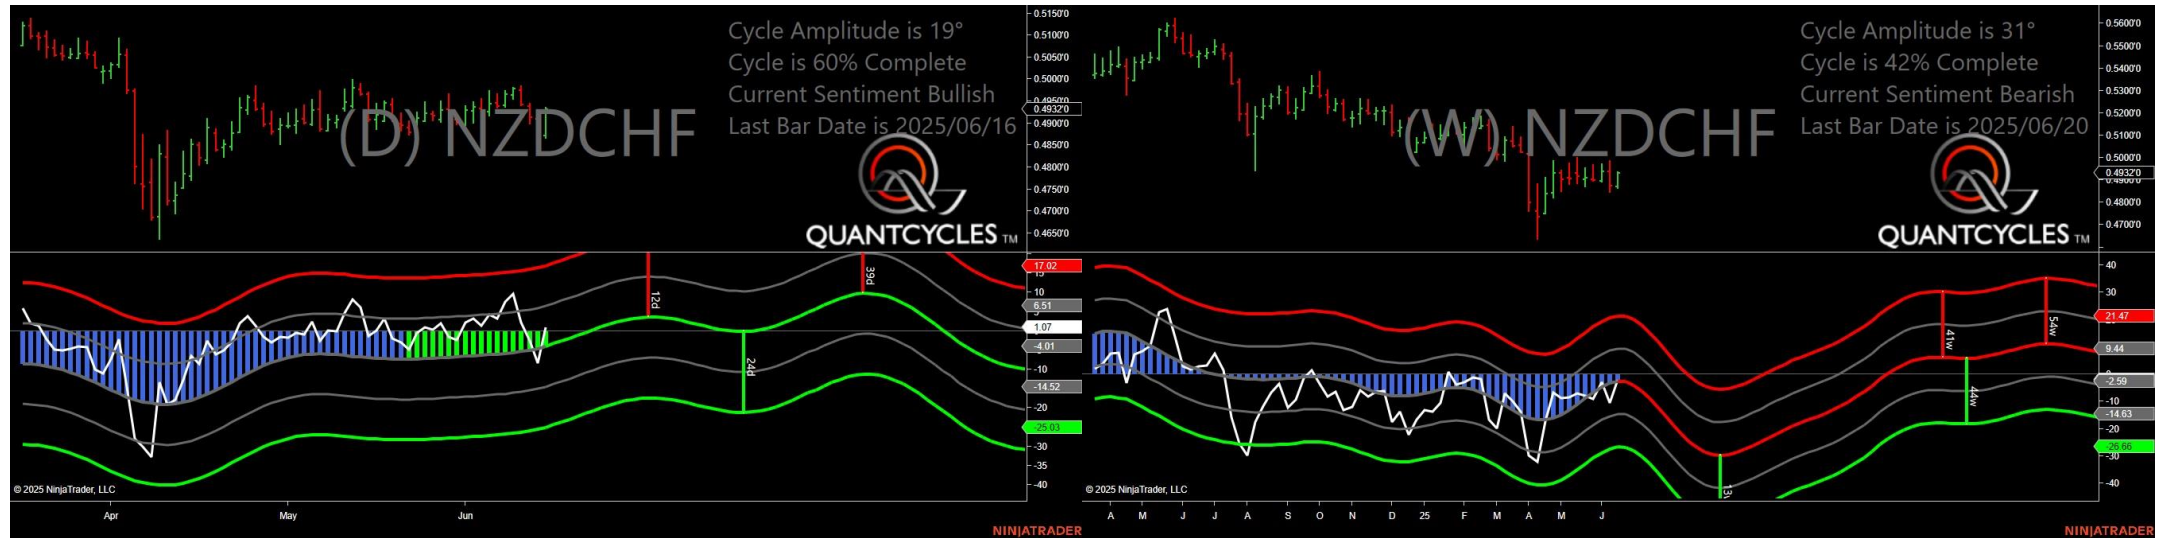 Cycle Amplitude is 19°
Cycle is 60% Complete
Current Sentiment Bullish
Last Bar Date is 2025/06/16
(D) NZDCHF
QUANTCYCLES TM
0.5150'0
0.5100'0
0.5050'0
0.5000'0
0.4950'0
0.4932'0
0.4900'0
0.4850'0
0.4800'0
0.4750'0
0.4700'0
0.4650'0
17.02
15
10
6.51
1.07
-4.01
-10
-14.52
-20
-25.03
-30
-35
-40
12d
24d
39d
© 2025 NinjaTrader, LLC
Apr May Jun
NINJATRADER
Cycle Amplitude is 31°
Cycle is 42% Complete
Current Sentiment Bearish
Last Bar Date is 2025/06/20
(W) NZDCHF
QUANTCYCLES TM
0.5600'0
0.5500'0
0.5400'0
0.5300'0
0.5200'0
0.5100'0
0.5000'0
0.4932'0
0.4900'0
0.4800'0
0.4700'0
40
30
21.47
9.44
0
-2.59
-10
-14.63
-20
-26.66
-30
-40
41w
44w
54w
© 2025 NinjaTrader, LLC
A M J J A S O N D 25 F M A M J
NINJATRADER